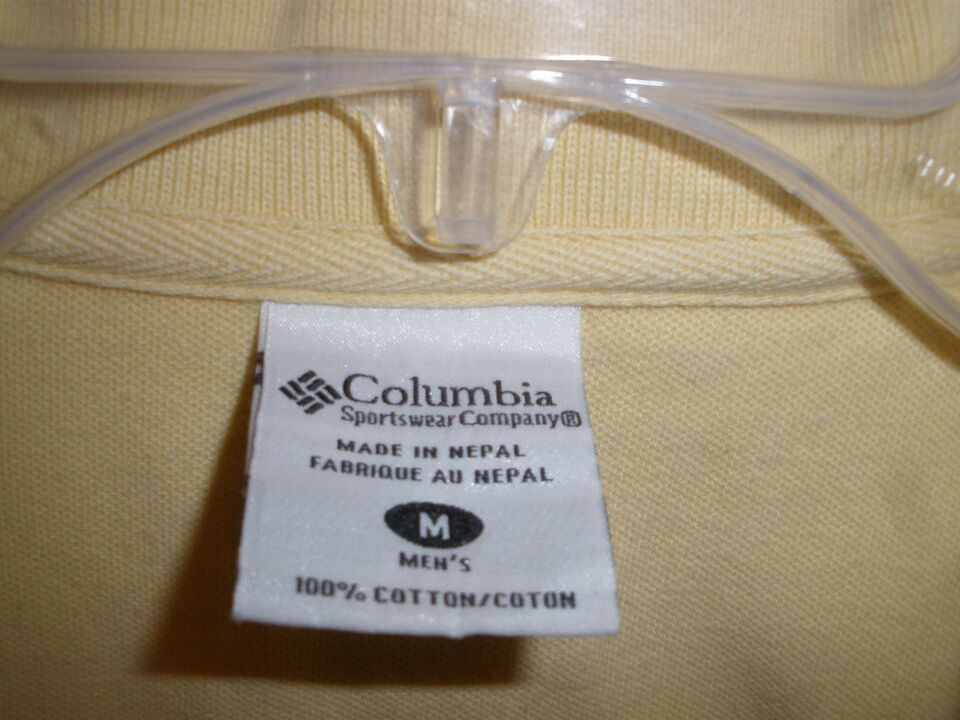 Columbia
Sportswear Company®
MADE IN NEPAL
FABRIQUE AU NEPAL
M
MEN'S
100% COTTON/COTON